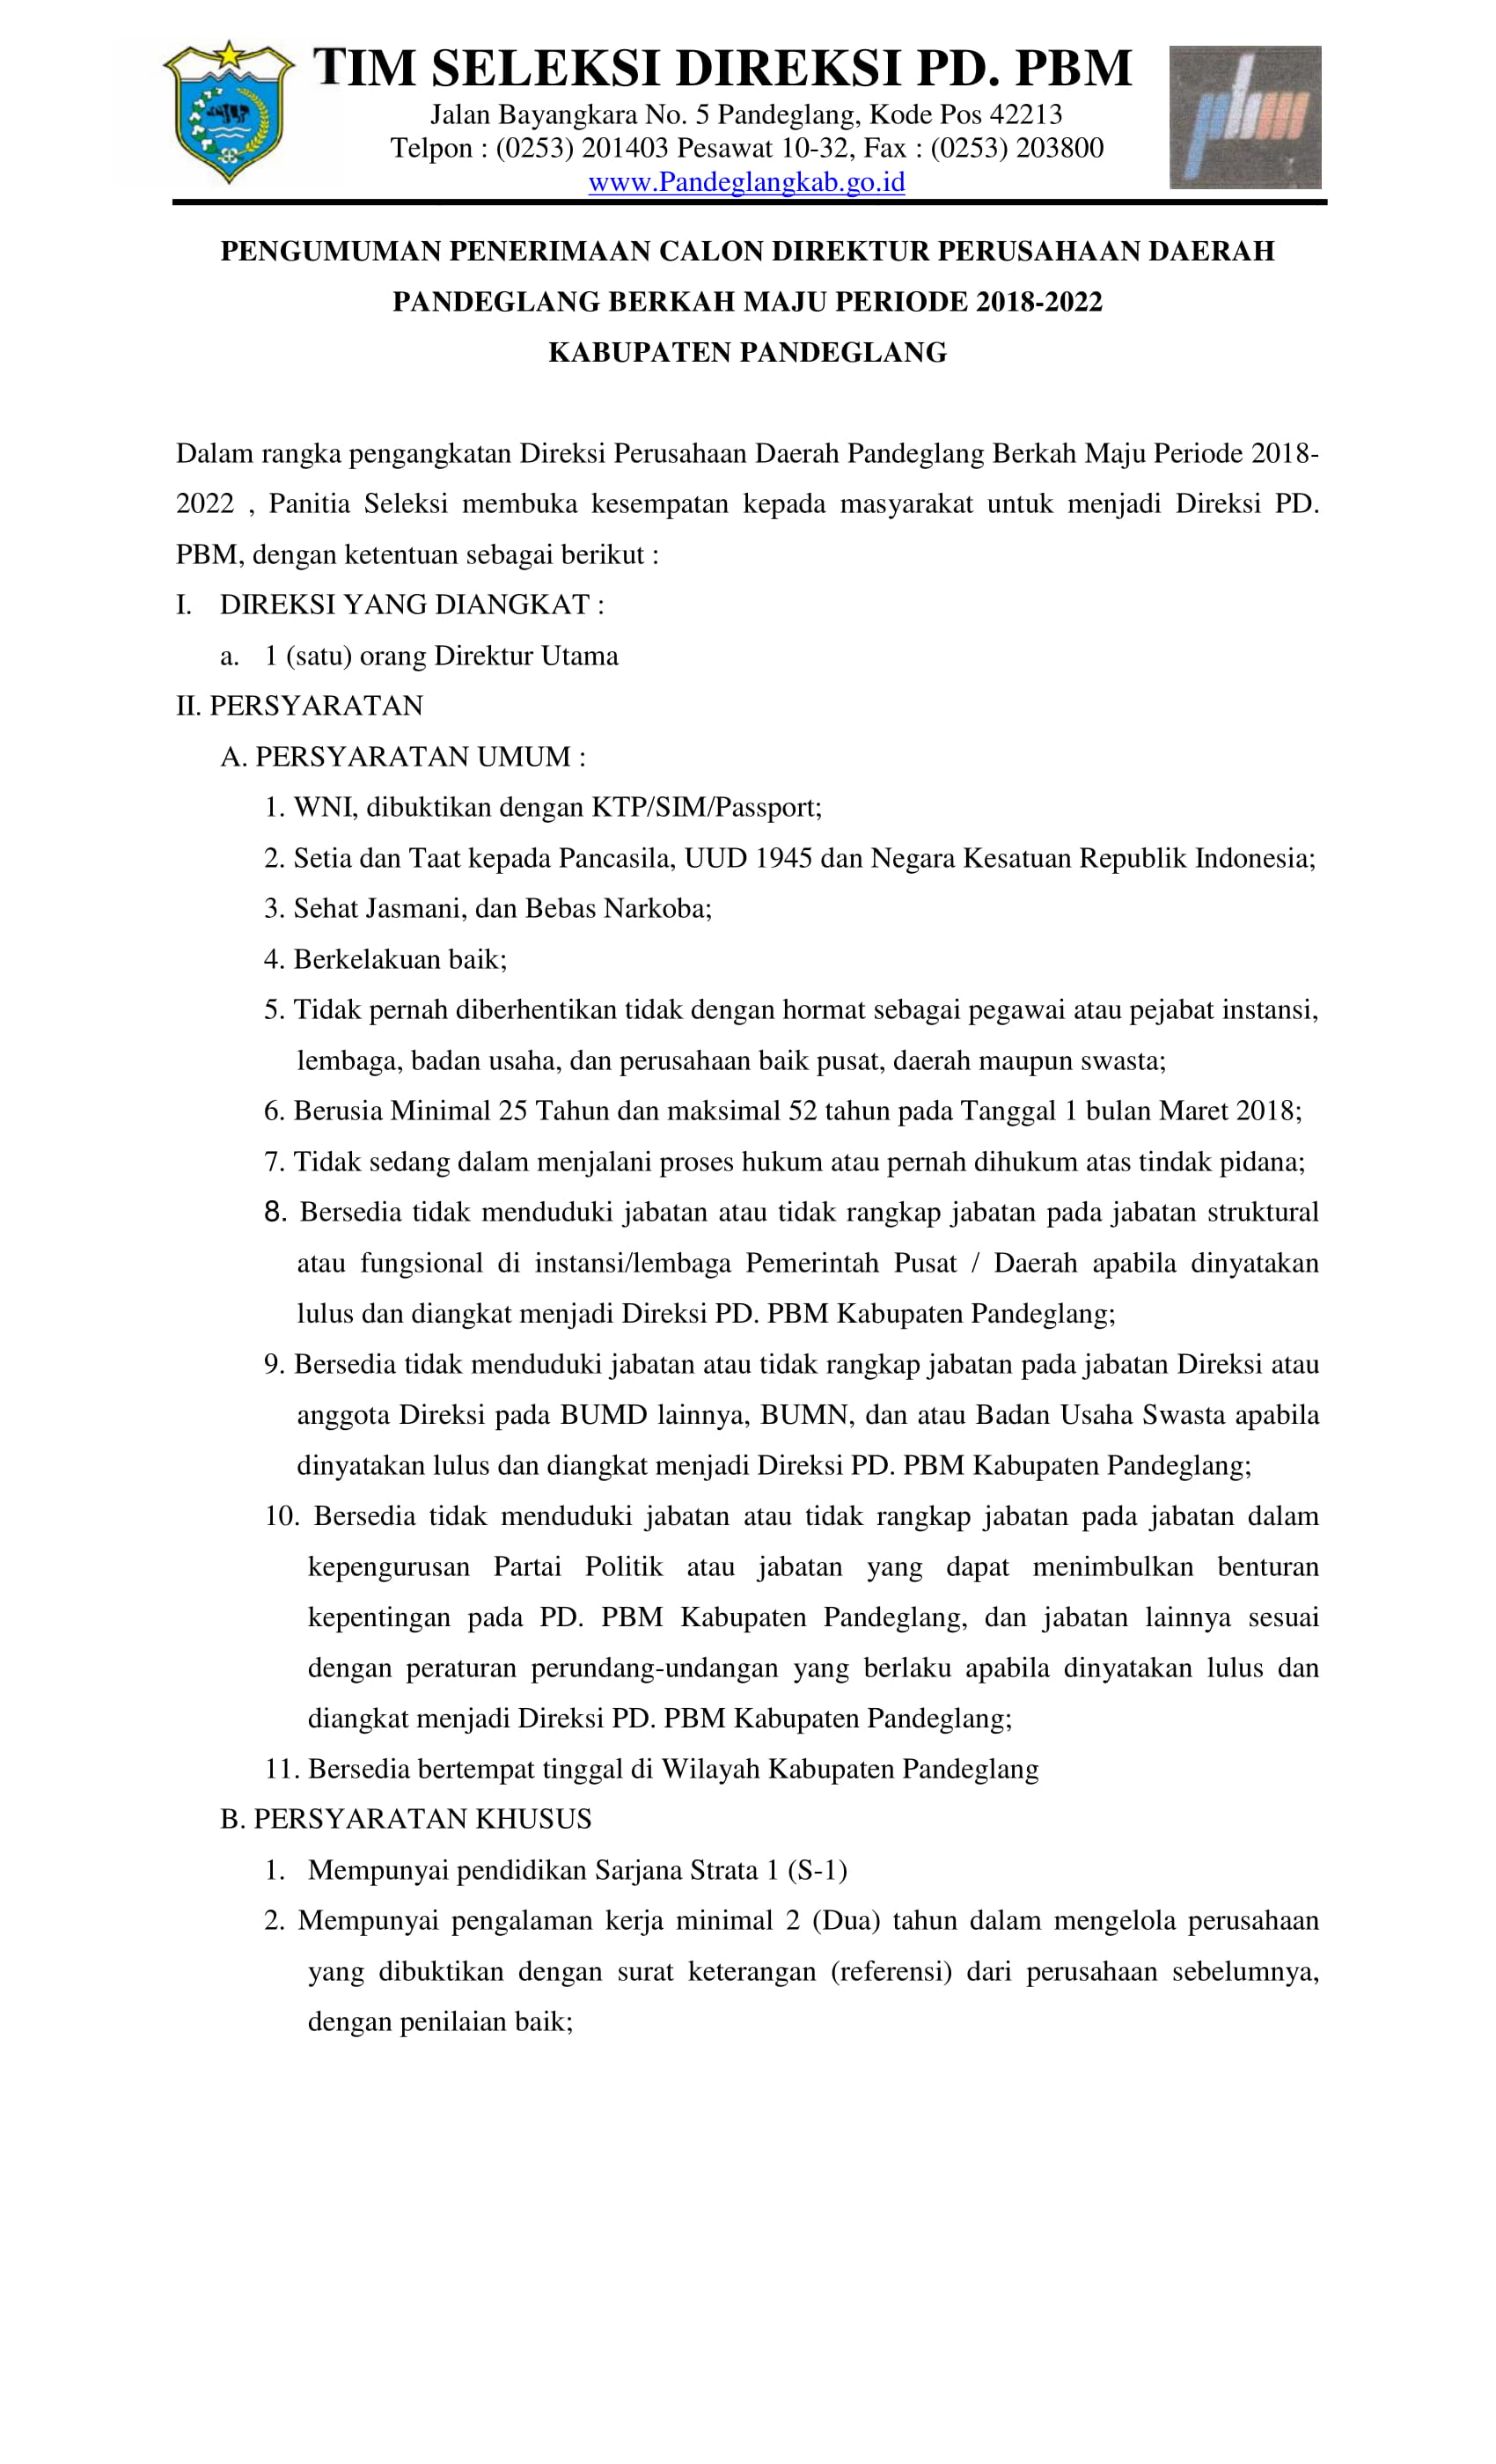 TIM SELEKSI DIREKSI PD. PBM
Jalan Bayangkara No. 5 Pandeglang, Kode Pos 42213
Telpon : (0253) 201403 Pesawat 10-32, Fax : (0253) 203800
www.Pandeglangkab.go.id
pbm
PENGUMUMAN PENERIMAAN CALON DIREKTUR PERUSAHAAN DAERAH
PANDEGLANG BERKAH MAJU PERIODE 2018-2022
KABUPATEN PANDEGLANG
Dalam rangka pengangkatan Direksi Perusahaan Daerah Pandeglang Berkah Maju Periode 2018-
2022 , Panitia Seleksi membuka kesempatan kepada masyarakat untuk menjadi Direksi PD.
PBM, dengan ketentuan sebagai berikut :
I. DIREKSI YANG DIANGKAT :
a. 1 (satu) orang Direktur Utama
II. PERSYARATAN
A. PERSYARATAN UMUM :
1. WNI, dibuktikan dengan KTP/SIM/Passport;
2. Setia dan Taat kepada Pancasila, UUD 1945 dan Negara Kesatuan Republik Indonesia;
3. Sehat Jasmani, dan Bebas Narkoba;
4. Berkelakuan baik;
5. Tidak pernah diberhentikan tidak dengan hormat sebagai pegawai atau pejabat instansi,
lembaga, badan usaha, dan perusahaan baik pusat, daerah maupun swasta;
6. Berusia Minimal 25 Tahun dan maksimal 52 tahun pada Tanggal 1 bulan Maret 2018;
7. Tidak sedang dalam menjalani proses hukum atau pernah dihukum atas tindak pidana;
8. Bersedia tidak menduduki jabatan atau tidak rangkap jabatan pada jabatan struktural
atau fungsional di instansi/lembaga Pemerintah Pusat / Daerah apabila dinyatakan
lulus dan diangkat menjadi Direksi PD. PBM Kabupaten Pandeglang;
9. Bersedia tidak menduduki jabatan atau tidak rangkap jabatan pada jabatan Direksi atau
anggota Direksi pada BUMD lainnya, BUMN, dan atau Badan Usaha Swasta apabila
dinyatakan lulus dan diangkat menjadi Direksi PD. PBM Kabupaten Pandeglang;
10. Bersedia tidak menduduki jabatan atau tidak rangkap jabatan pada jabatan dalam
kepengurusan Partai Politik atau jabatan yang dapat menimbulkan benturan
kepentingan pada PD. PBM Kabupaten Pandeglang, dan jabatan lainnya sesuai
dengan peraturan perundang-undangan yang berlaku apabila dinyatakan lulus dan
diangkat menjadi Direksi PD. PBM Kabupaten Pandeglang;
11. Bersedia bertempat tinggal di Wilayah Kabupaten Pandeglang
B. PERSYARATAN KHUSUS
1. Mempunyai pendidikan Sarjana Strata 1 (S-1)
2. Mempunyai pengalaman kerja minimal 2 (Dua) tahun dalam mengelola perusahaan
yang dibuktikan dengan surat keterangan (referensi) dari perusahaan sebelumnya,
dengan penilaian baik;